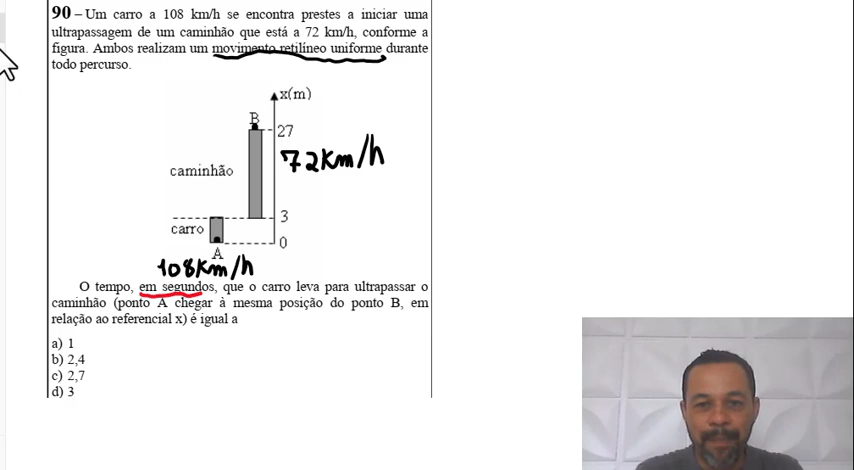 90 – Um carro a 108 km/h se encontra prestes a iniciar uma
ultrapassagem de um caminhão que está a 72 km/h, conforme a
figura. Ambos realizam um movimento retilíneo uniforme durante
todo percurso.
x(m)
B
27
72km/h
caminhão
3
carro
0
A
108km/h
O tempo, em segundos, que o carro leva para ultrapassar o
caminhão (ponto A chegar à mesma posição do ponto B, em
relação ao referencial x) é igual a
a) 1
b) 2,4
c) 2,7
d) 3